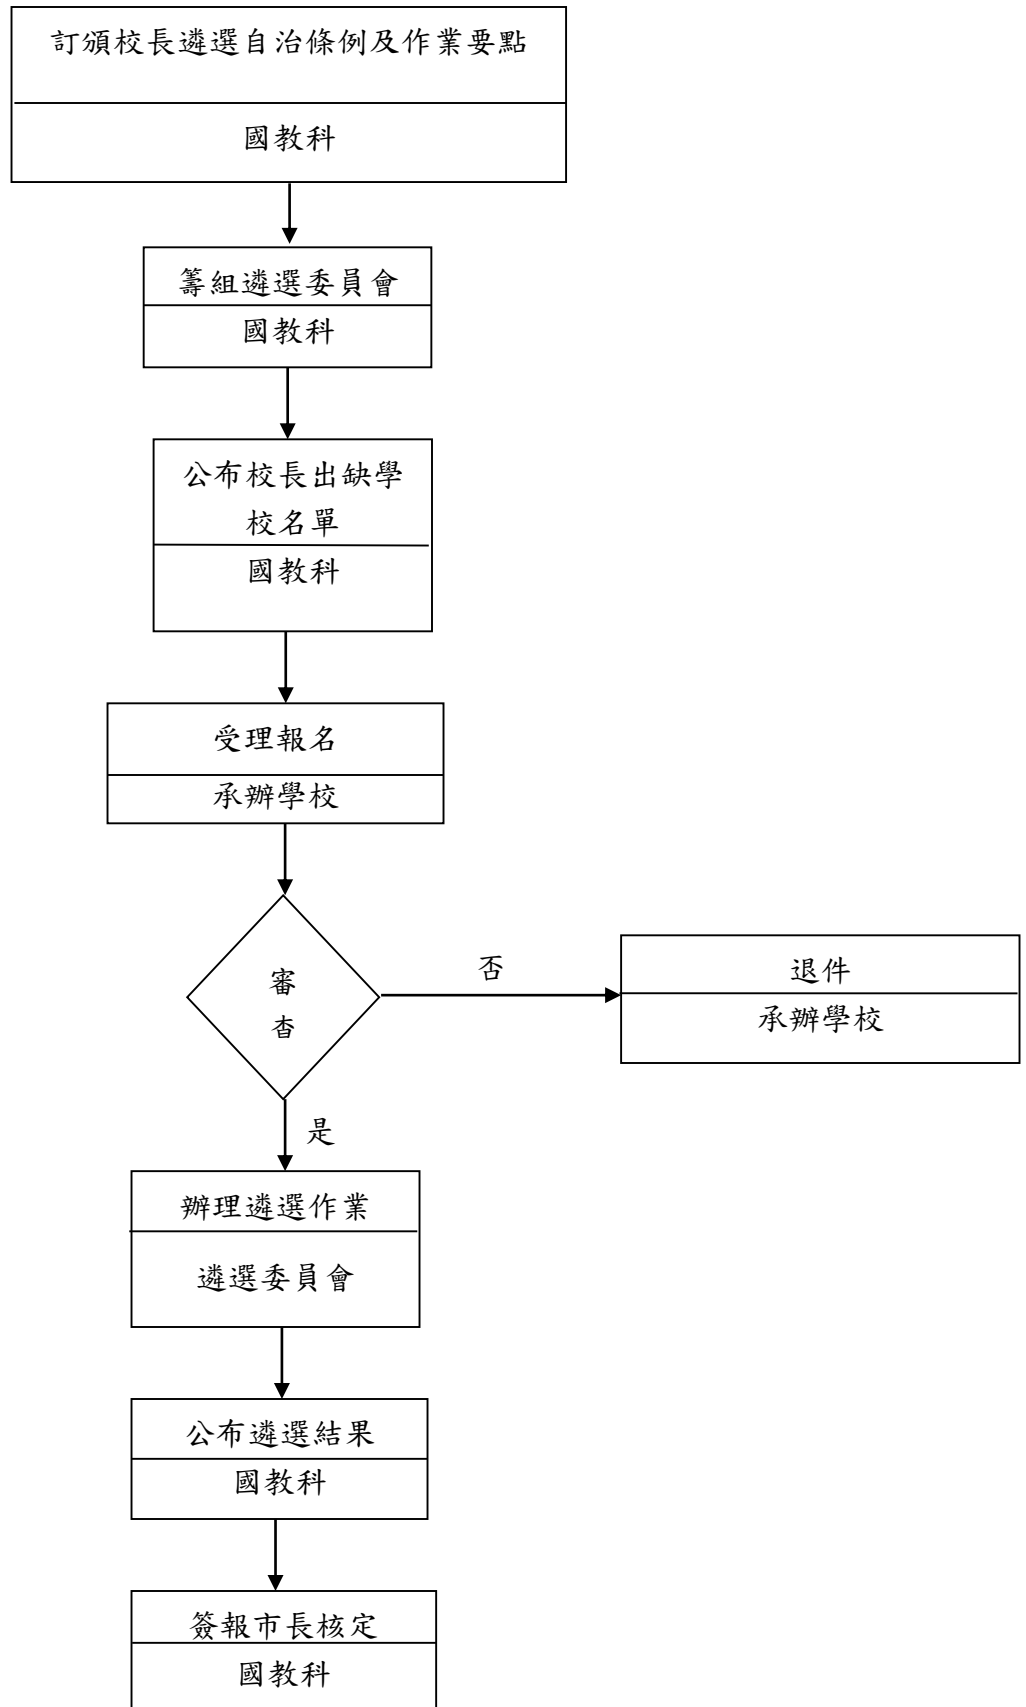 訂頒校長遴選自治條例及作業要點
國教科
籌組遴選委員會
國教科
公布校長出缺學
校名單
國教科
受理報名
承辦學校
審
查
否
退件
承辦學校
是
辦理遴選作業
遴選委員會
公布遴選結果
國教科
簽報市長核定
國教科